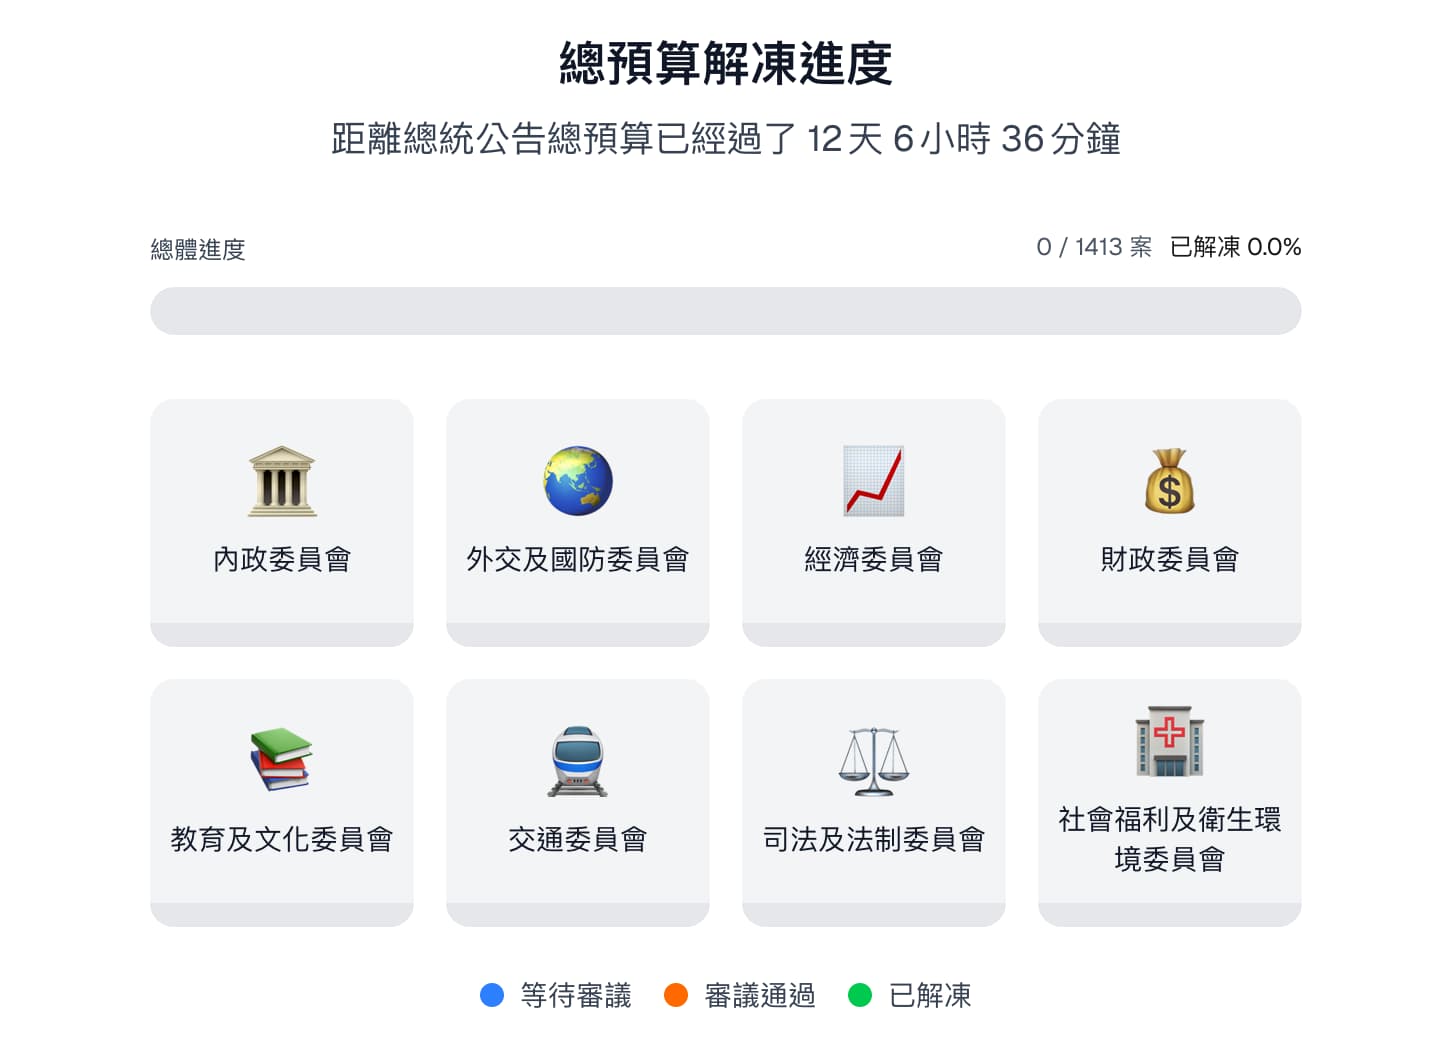 總預算解凍進度
距離總統公告總預算已經過了 12 天 6 小時 36 分鐘
總體進度
0 / 1413 案 已解凍 0.0%
內政委員會
外交及國防委員會
經濟委員會
$
財政委員會
教育及文化委員會
交通委員會
司法及法制委員會
社會福利及衛生環
境委員會
等待審議
審議通過
已解凍